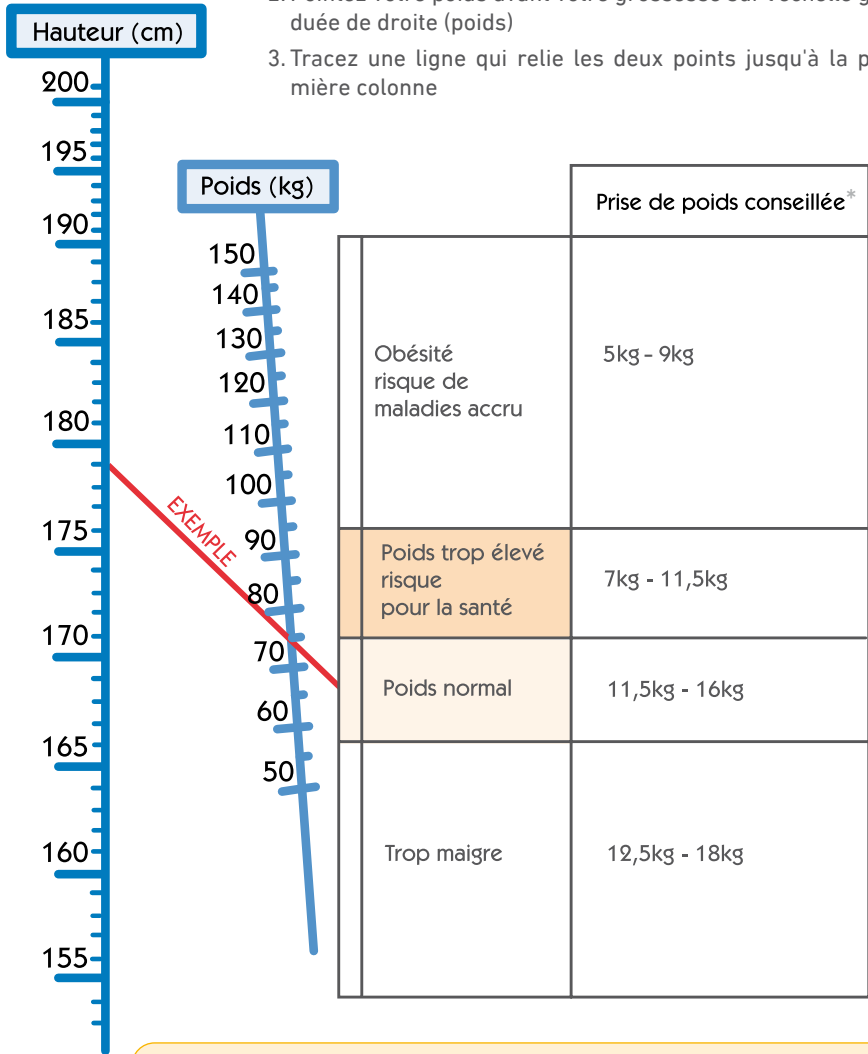 duée de droite (poids)
3. Tracez une ligne qui relie les deux points jusqu'à la p
mière colonne
Hauteur (cm)
200
195
190
185
180
175
170
165
160
155
Poids (kg)
150
140
130
120
110
100
90
80
70
60
50
EXEMPLE
Prise de poids conseillée*
Obésité
risque de
maladies accru
5kg - 9kg
Poids trop élevé
risque
pour la santé
7kg - 11,5kg
Poids normal
11,5kg - 16kg
Trop maigre
12,5kg - 18kg